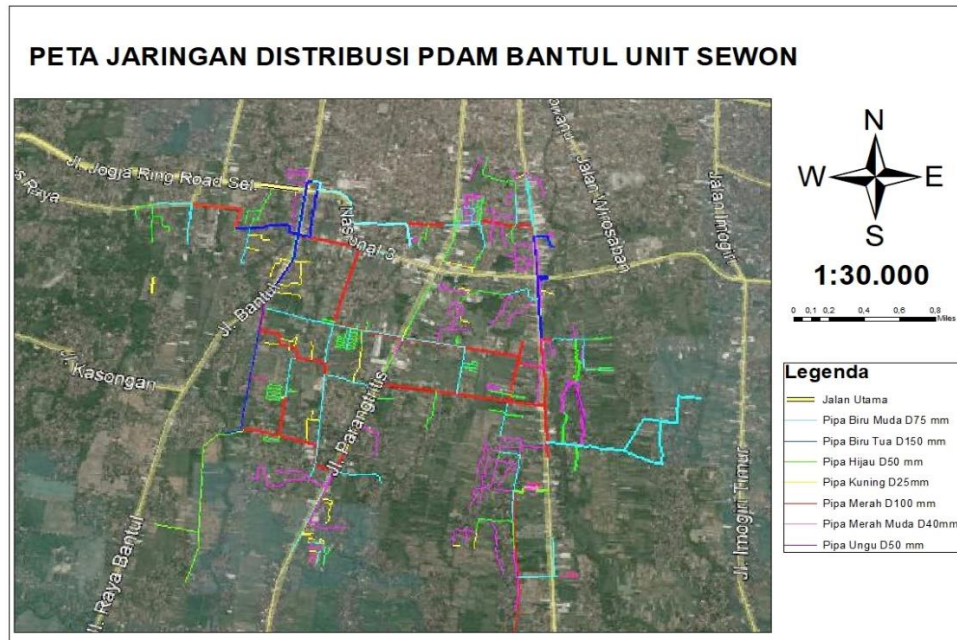 PETA JARINGAN DISTRIBUSI PDAM BANTUL UNIT SEWON
Jl. Jogja Ring Road Sel
s Raya
Nasional 3
Jalan Wirosaban
Jalan Imogiri
Jl. Bantul
Jl. Kasongan
Jl. Parangtritis
Jl. Raya Bantul
Jl. Imogiri Timur
N
W
E
S
1:30.000
0 0,1 0,2 0,4 0,6 0,8
Miles
Legenda
Jalan Utama
Pipa Biru Muda D75 mm
Pipa Biru Tua D150 mm
Pipa Hijau D50 mm
Pipa Kuning D25mm
Pipa Merah D100 mm
Pipa Merah Muda D40mm
Pipa Ungu D50 mm